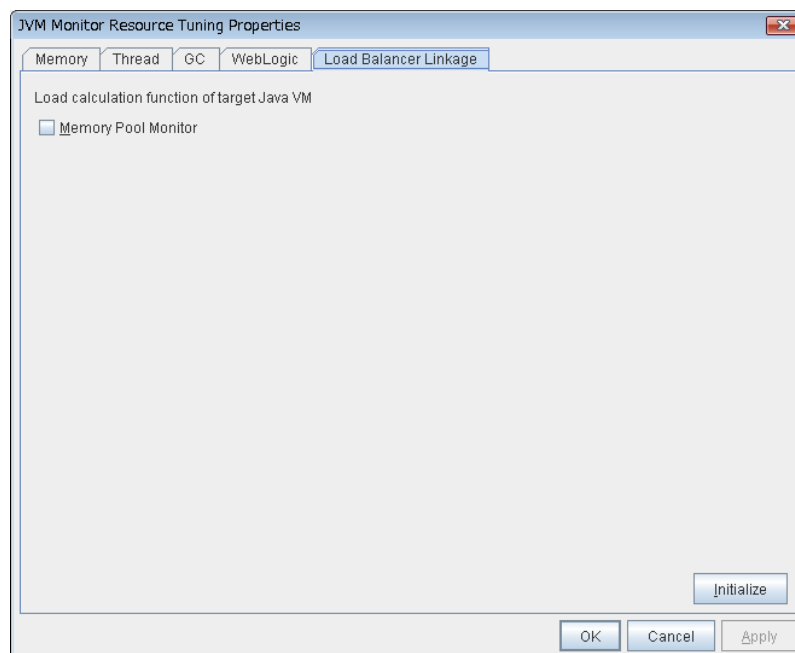 JVM Monitor Resource Tuning Properties
Memory Thread GC WebLogic Load Balancer Linkage
Load calculation function of target Java VM
Memory Pool Monitor
Initialize
OK Cancel Apply